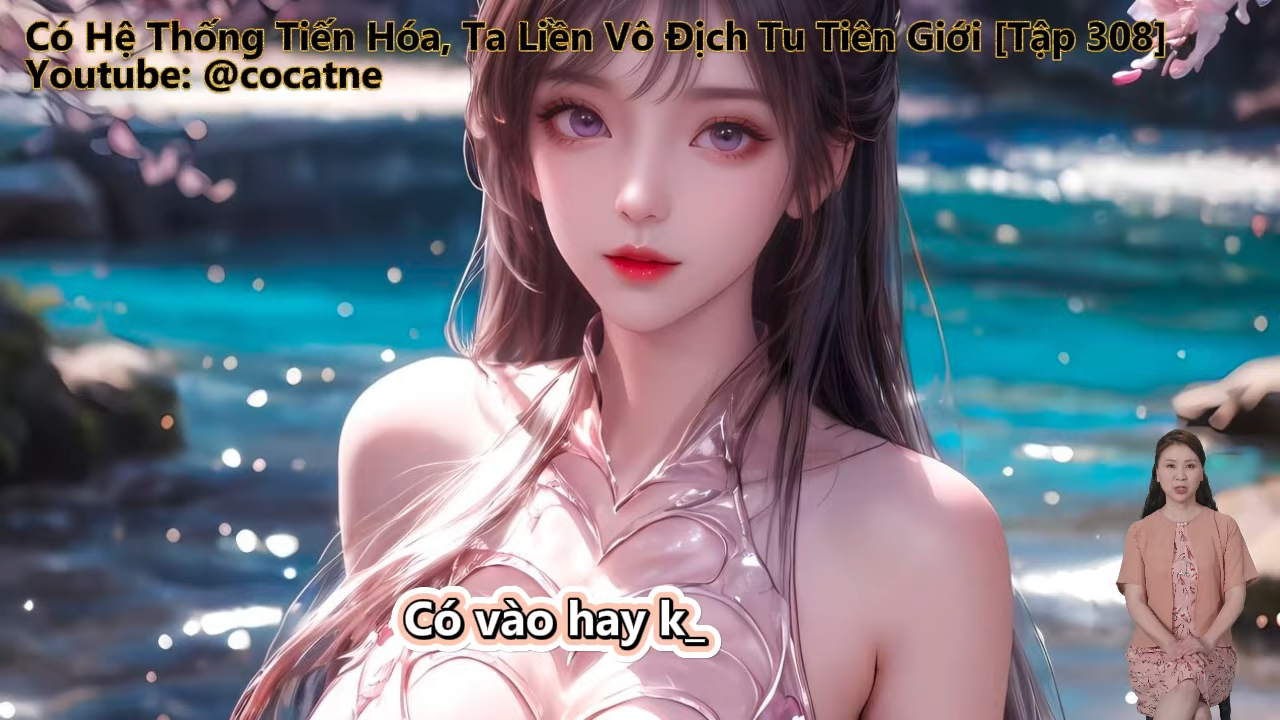 Có Hệ Thống Tiến Hóa, Ta Liền Vô Địch Tu Tiên Giới [Tập 308]
Youtube: @cocatne
Có vào hay k_